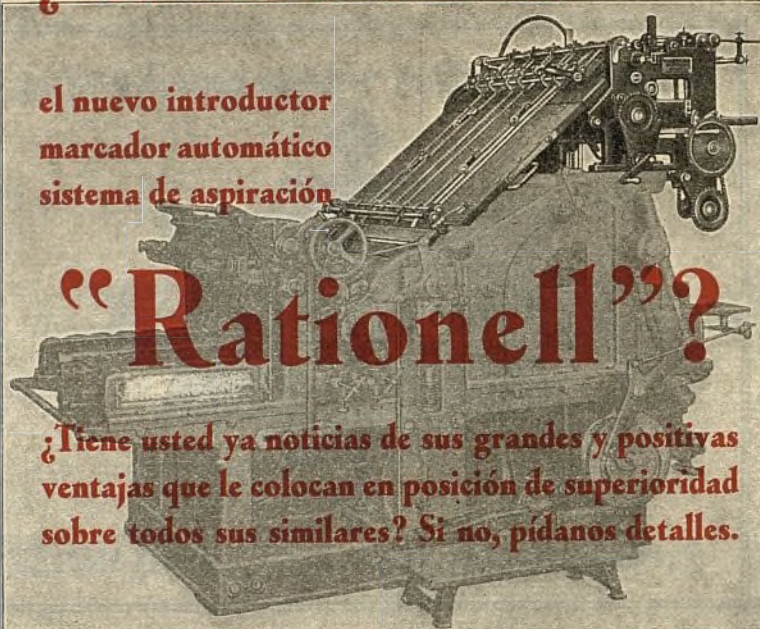 el nuevo introductor
marcador automático
sistema de aspiración
“Rationell”?
¿Tiene usted ya noticias de sus grandes y positivas
ventajas que le colocan en posición de superioridad
sobre todos sus similares? Si no, pídanos detalles.